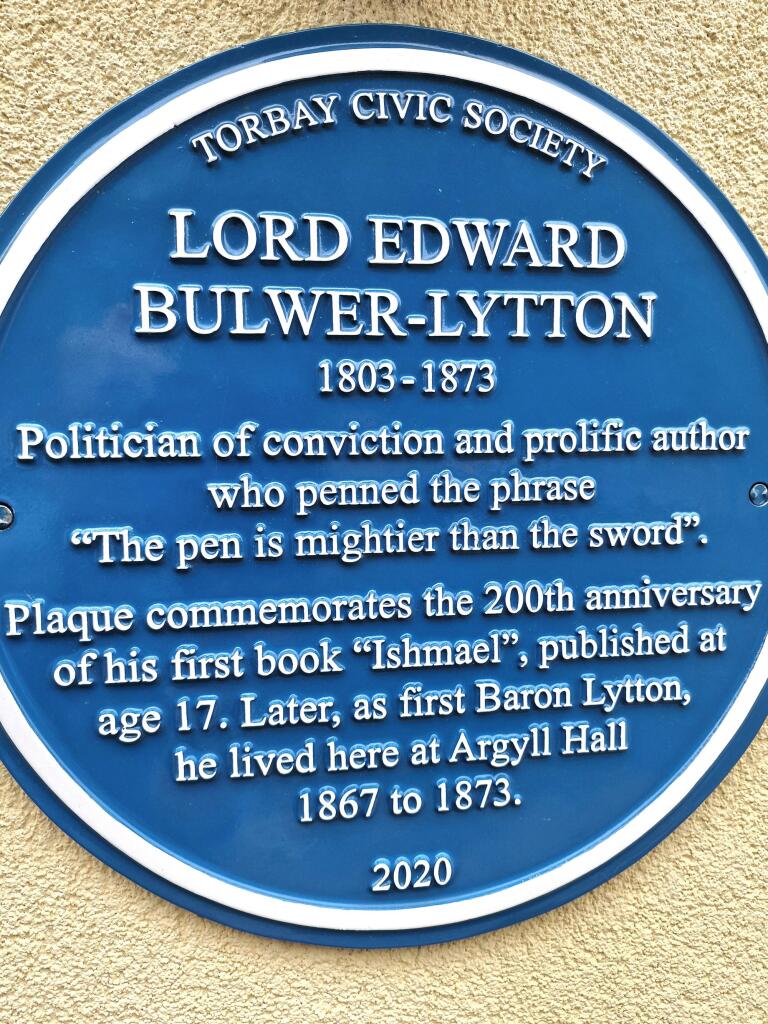 TORBAY CIVIC SOCIETY
LORD EDWARD
BULWER-LYTTON
1803-1873
Politician of conviction and prolific author
who penned the phrase
“The pen is mightier than the sword”.
Plaque commemorates the 200th anniversary
of his first book “Ishmael”, published at
age 17. Later, as first Baron Lytton,
he lived here at Argyll Hall
1867 to 1873.
2020